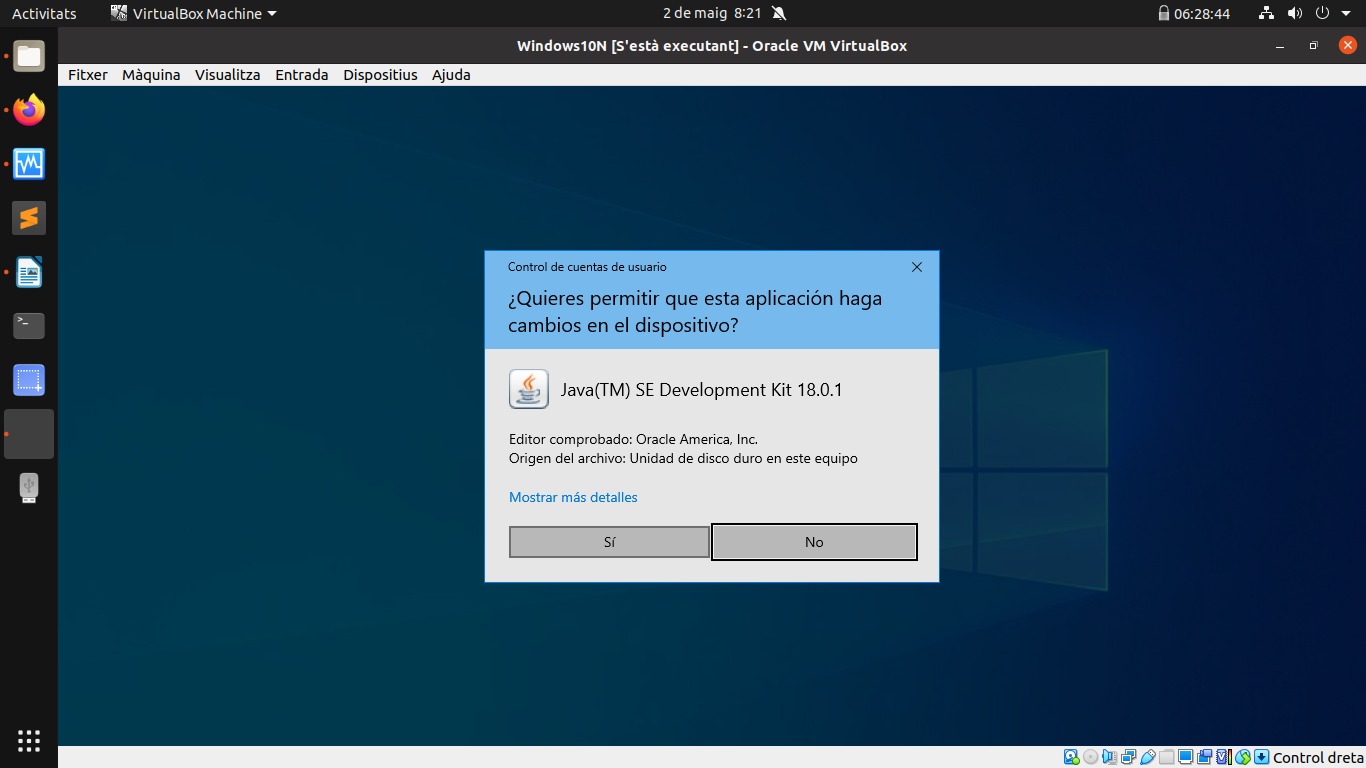 Activitats
VirtualBox Machine
2 de maig 8:21
06:28:44
Windows10N [S'està executant] - Oracle VM VirtualBox
Fitxer Màquina Visualitza Entrada Dispositius Ajuda
Control de cuentas de usuario
¿Quieres permitir que esta aplicación haga
cambios en el dispositivo?
Java(TM) SE Development Kit 18.0.1
Editor comprobado: Oracle America, Inc.
Origen del archivo: Unidad de disco duro en este equipo
Mostrar más detalles
Sí
No
Control dreta